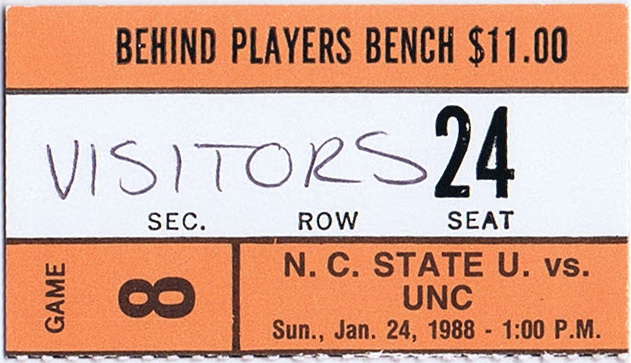 BEHIND PLAYERS BENCH $11.00
VISITORS 24
SEC. ROW SEAT
GAME 8
N. C. STATE U. vs.
UNC
Sun., Jan. 24, 1988 - 1:00 P.M.